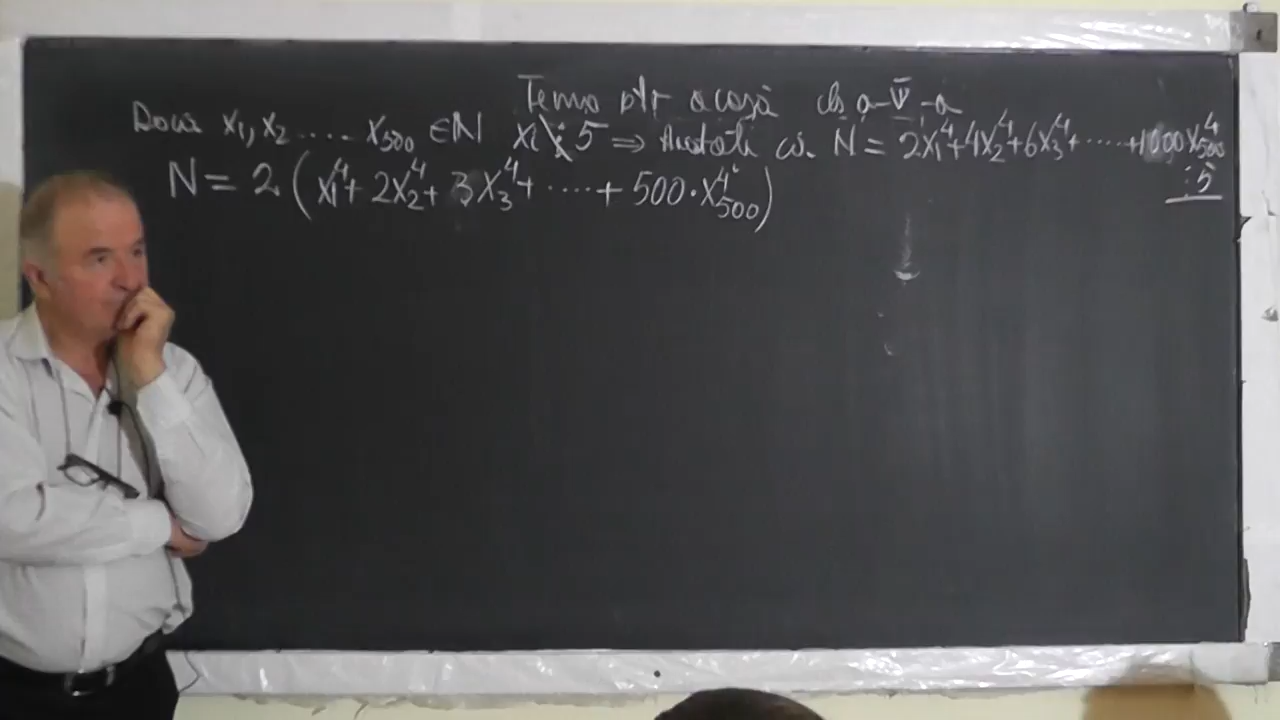 Tema ptr acasă cls a-V-a
Dacă x₁, x₂ ..... x₅₀₀ ∈ ℕ xi ⋮̸ 5 ⇒ Arătați că N = 2x₁⁴+4x₂⁴+6x₃⁴+.....+1000x₅₀₀⁴
⋮5
N = 2(x₁⁴+2x₂⁴+3x₃⁴+.....+500·x₅₀₀⁴)